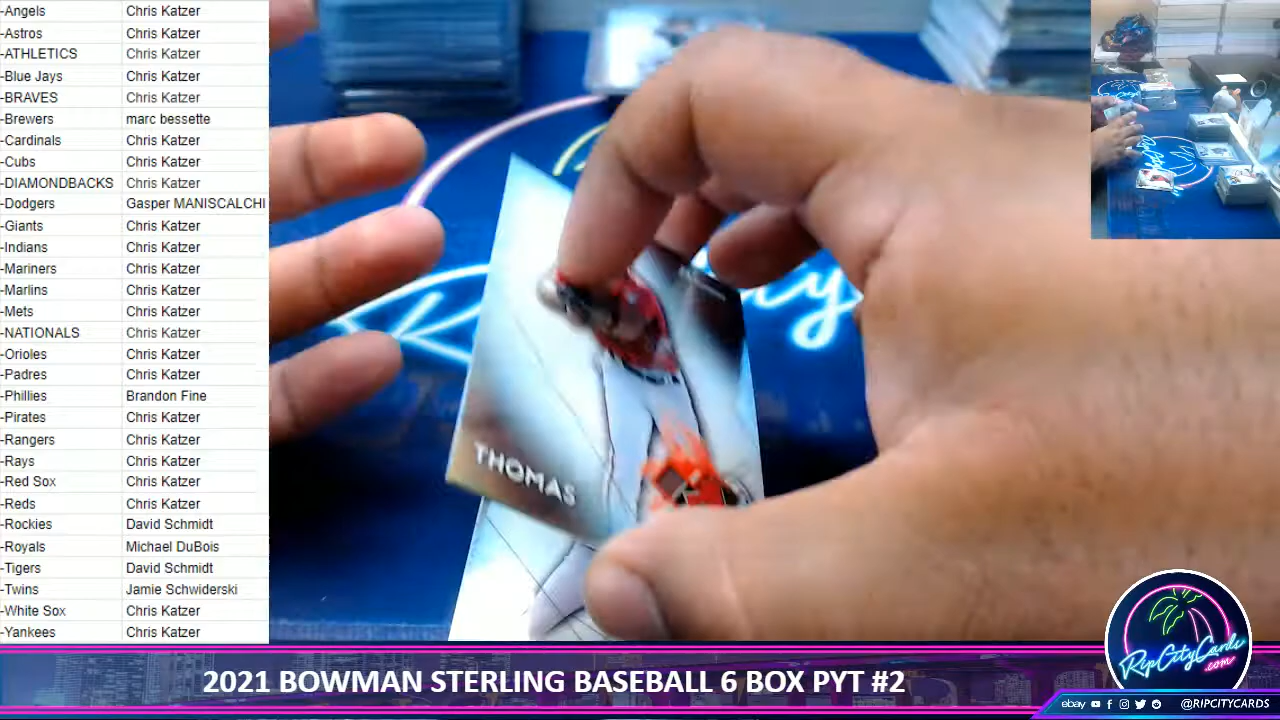 -Angels Chris Katzer
-Astros Chris Katzer
-ATHLETICS Chris Katzer
-Blue Jays Chris Katzer
-BRAVES Chris Katzer
-Brewers marc bessette
-Cardinals Chris Katzer
-Cubs Chris Katzer
-DIAMONDBACKS Chris Katzer
-Dodgers Gasper MANISCALCHI
-Giants Chris Katzer
-Indians Chris Katzer
-Mariners Chris Katzer
-Marlins Chris Katzer
-Mets Chris Katzer
-NATIONALS Chris Katzer
-Orioles Chris Katzer
-Padres Chris Katzer
-Phillies Brandon Fine
-Pirates Chris Katzer
-Rangers Chris Katzer
-Rays Chris Katzer
-Red Sox Chris Katzer
-Reds Chris Katzer
-Rockies David Schmidt
-Royals Michael DuBois
-Tigers David Schmidt
-Twins Jamie Schwiderski
-White Sox Chris Katzer
-Yankees Chris Katzer
THOMAS
RipCityCards
.com
2021 BOWMAN STERLING BASEBALL 6 BOX PYT #2
ebay @RIPCITYCARDS